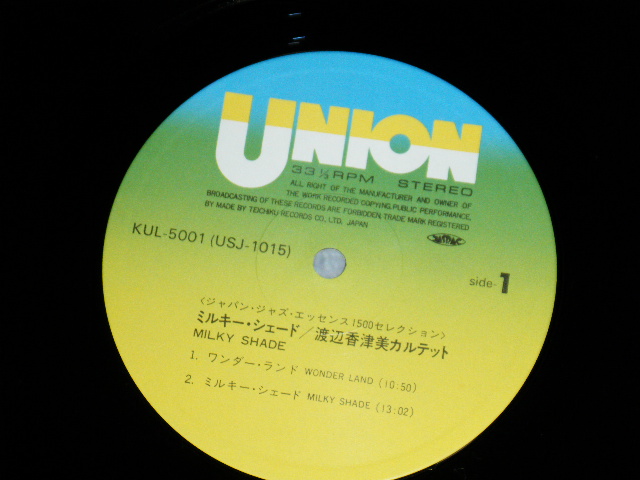 UNION
33 1/3 RPM STEREO
ALL RIGHT OF THE MANUFACTURER AND OWNER OF
THE WORK RECORDED COPYING, PUBLIC PERFORMANCE,
BROADCASTING OF THESE RECORDS ARE FORBIDDEN, TRADE MARK REGISTERED
BY MADE BY TEICHIKU RECORDS CO., LTD. JAPAN
JASRAC
KUL-5001 (USJ-1015)
side-1
〈ジャパン・ジャズ・エッセンス1500セレクション〉
ミルキー・シェード/渡辺香津美カルテット
MILKY SHADE
1. ワンダー・ランド WONDER LAND (10:50)
2. ミルキー・シェード MILKY SHADE (13:02)